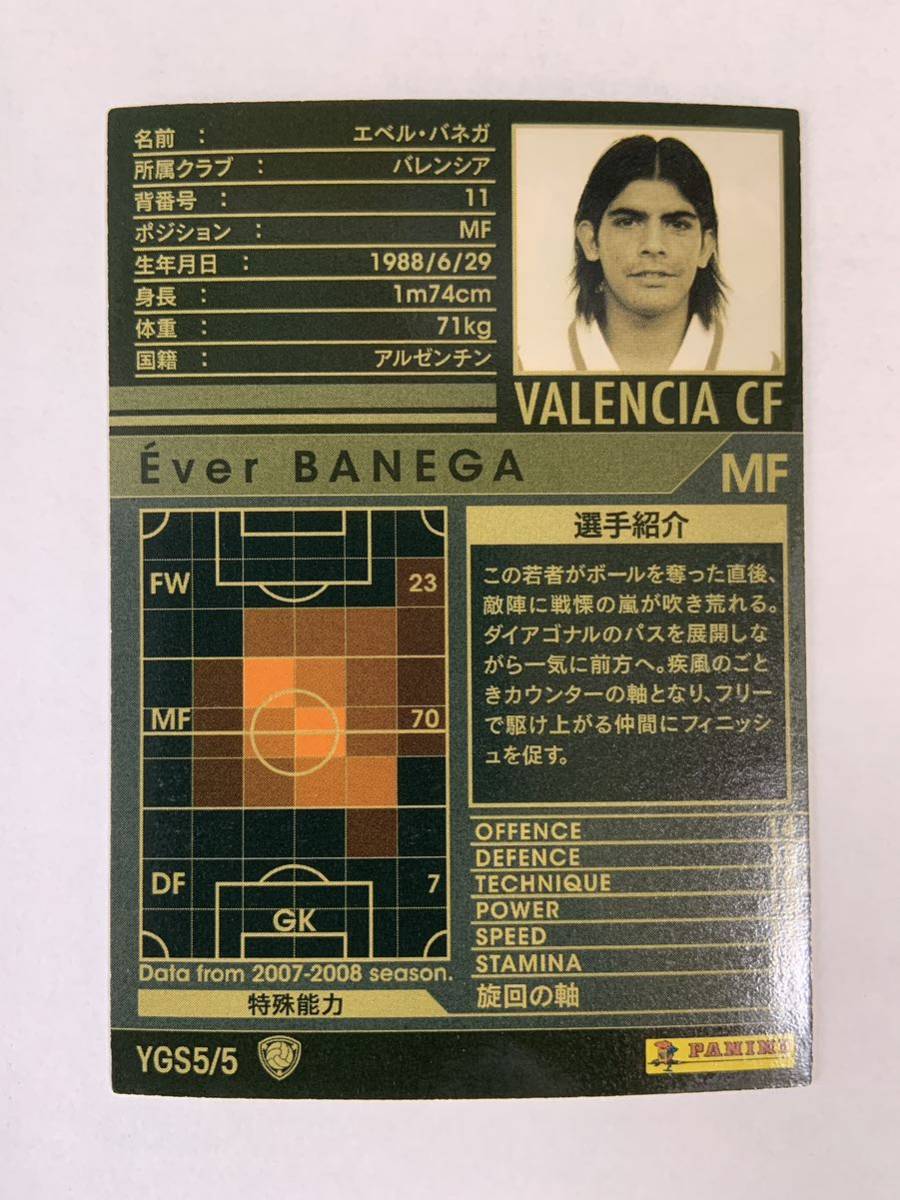 名前 : エベル・バネガ
所属クラブ : バレンシア
背番号 : 11
ポジション : MF
生年月日 : 1988/6/29
身長 : 1m74cm
体重 : 71kg
国籍 : アルゼンチン
VALENCIA CF
Éver BANEGA
MF
FW 23
MF 70
DF 7
GK
Data from 2007-2008 season.
特殊能力
選手紹介
この若者がボールを奪った直後、
敵陣に戦慄の嵐が吹き荒れる。
ダイアゴナルのパスを展開しな
がら一気に前方へ。疾風のごと
きカウンターの軸となり、フリー
で駆け上がる仲間にフィニッシ
ュを促す。
OFFENCE
DEFENCE
TECHNIQUE
POWER
SPEED
STAMINA
旋回の軸
YGS5/5
PANINI